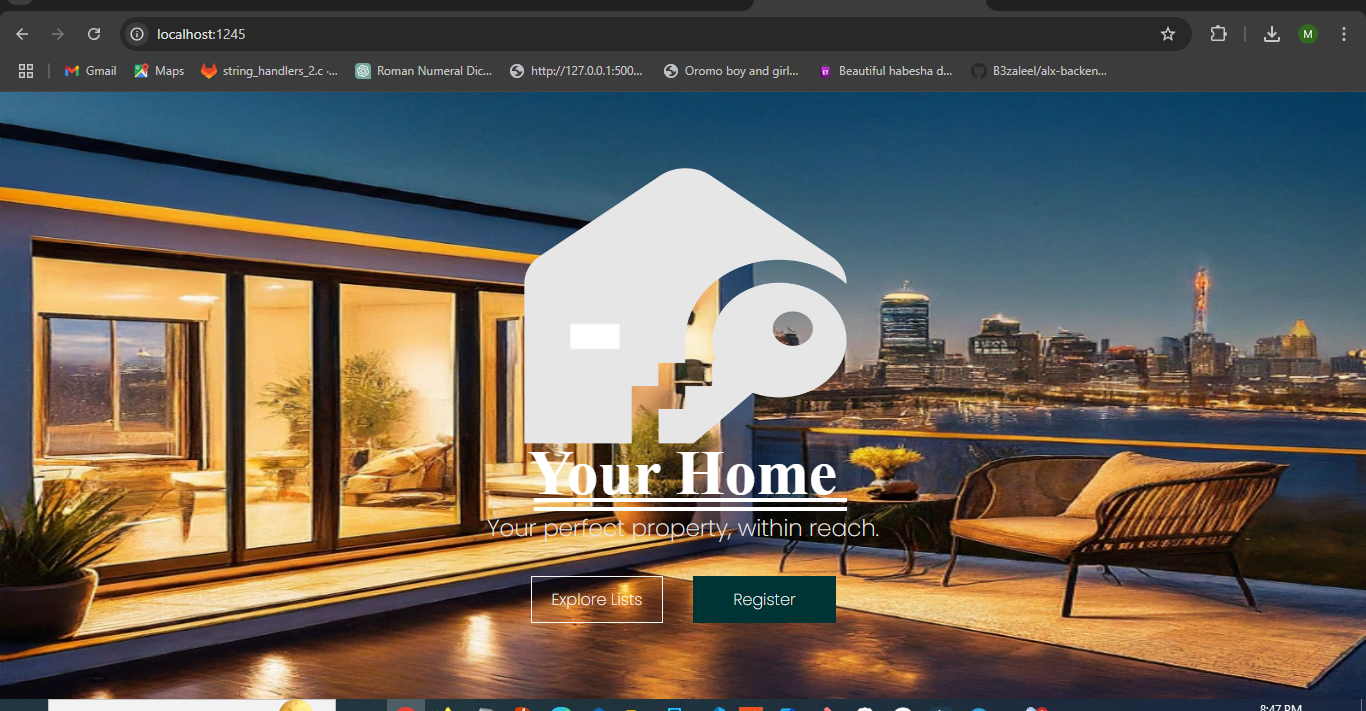 localhost:1245
M
Gmail
Maps
string_handlers_2.c -...
Roman Numeral Dic...
http://127.0.0.1:500...
Oromo boy and girl...
Beautiful habesha d...
B3zaleel/alx-backen...
Your Home
Your perfect property, within reach.
Explore Lists
Register
8:47 PM